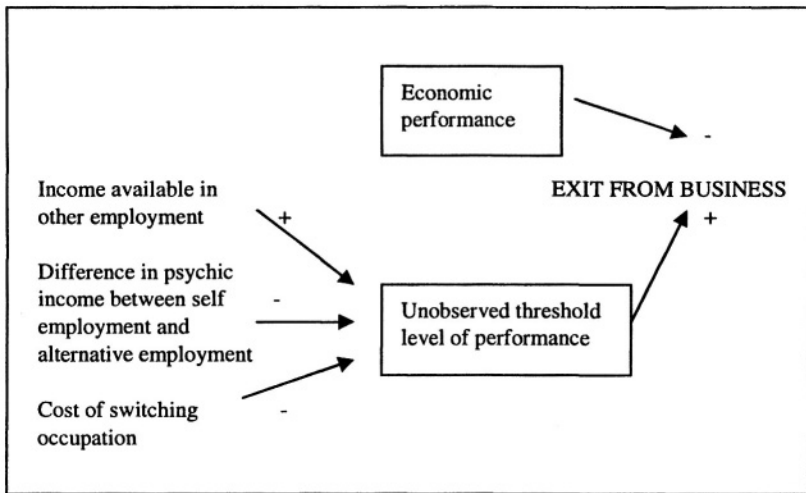 Economic
performance
-
EXIT FROM BUSINESS
+
Income available in
other employment
+
Difference in psychic
income between self
employment and
alternative employment
-
Unobserved threshold
level of performance
Cost of switching
occupation
-